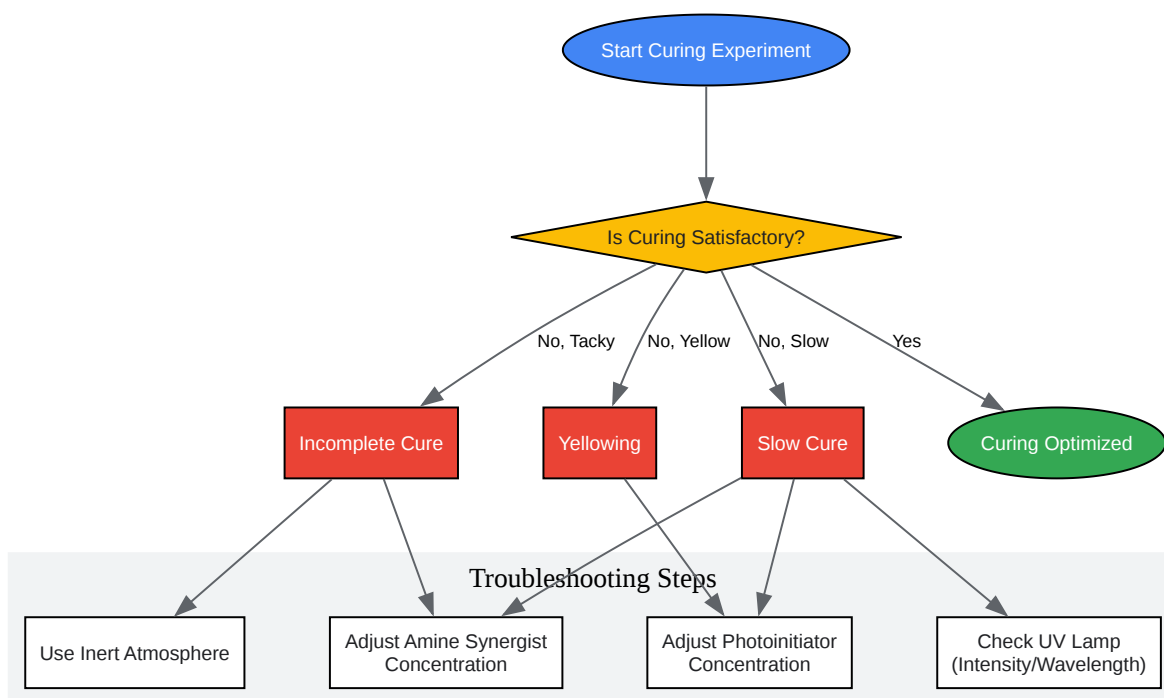 Start Curing Experiment
Is Curing Satisfactory?
No, Tacky
No, Yellow
No, Slow
Yes
Incomplete Cure
Yellowing
Slow Cure
Curing Optimized
Troubleshooting Steps
Use Inert Atmosphere
Adjust Amine Synergist
Concentration
Adjust Photoinitiator
Concentration
Check UV Lamp
(Intensity/Wavelength)